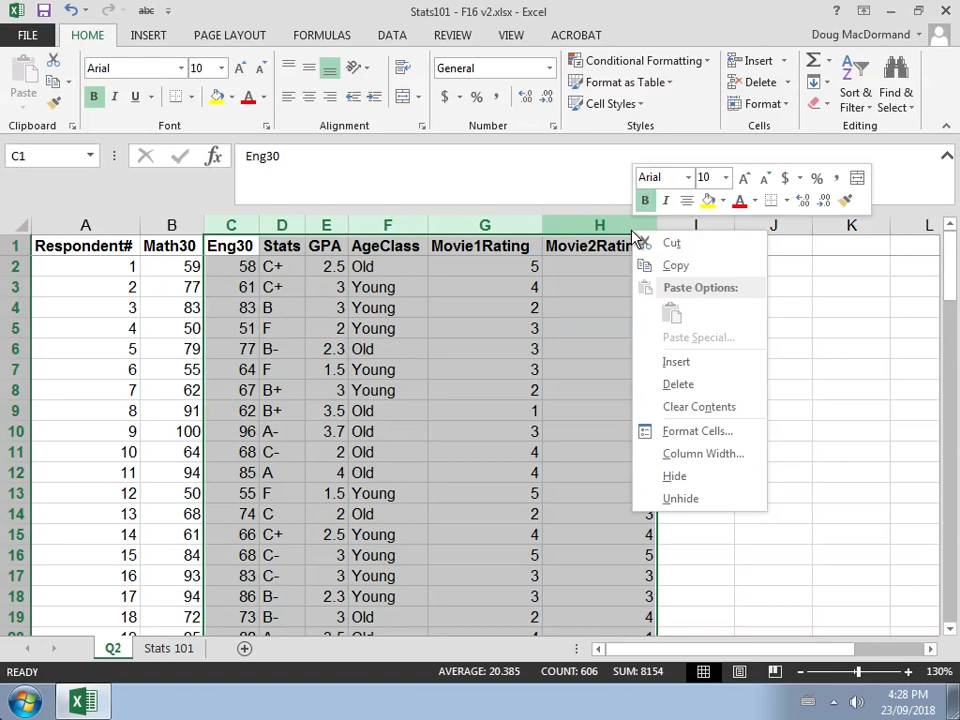 abc Stats101 - F16 v2.xlsx - Excel ?
FILE HOME INSERT PAGE LAYOUT FORMULAS DATA REVIEW VIEW ACROBAT Doug MacDormand
Arial 10 A A General Conditional Formatting Insert Σ
Paste B I U A $ % , Format as Table Delete Sort & Find &
Cell Styles Format Filter Select
Clipboard Font Alignment Number Styles Cells Editing
C1 fx Eng30
Arial 10 A A $ % ,
B I A
A B C D E F G H I J K L
1 Respondent# Math30 Eng30 Stats GPA AgeClass Movie1Rating Movie2Ratin
2 1 59 58 C+ 2.5 Old 5
3 2 77 61 C+ 3 Young 4
4 3 83 83 B 3 Young 2
5 4 50 51 F 2 Young 3
6 5 79 77 B- 2.3 Old 3
7 6 55 64 F 1.5 Young 3
8 7 62 67 B+ 3 Young 2
9 8 91 62 B+ 3.5 Old 1
10 9 100 96 A- 3.7 Old 3
11 10 64 68 C- 2 Old 4
12 11 94 85 A 4 Old 4
13 12 50 55 F 1.5 Young 5
14 13 68 74 C 2 Old 2 3
15 14 61 66 C+ 2.5 Young 4 4
16 15 84 68 C- 3 Young 5 5
17 16 93 83 C- 3 Young 3 3
18 17 94 86 B- 2.3 Young 3 3
19 18 72 73 B- 3 Old 2 4
Cut
Copy
Paste Options:
Paste Special...
Insert
Delete
Clear Contents
Format Cells...
Column Width...
Hide
Unhide
Q2 Stats 101
READY AVERAGE: 20.385 COUNT: 606 SUM: 8154 130%
4:28 PM
23/09/2018